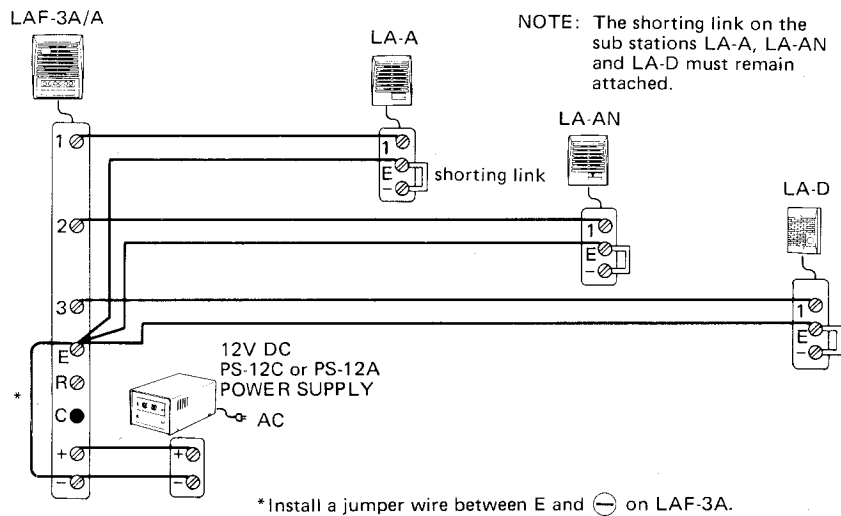 LAF-3A/A
LA-A
NOTE: The shorting link on the
sub stations LA-A, LA-AN
and LA-D must remain
attached.
LA-AN
LA-D
1
1
E
-
shorting link
2
1
E
-
3
1
E
-
E
R
C
+
-
*
12V DC
PS-12C or PS-12A
POWER SUPPLY
AC
+
-
*Install a jumper wire between E and ⊖ on LAF-3A.